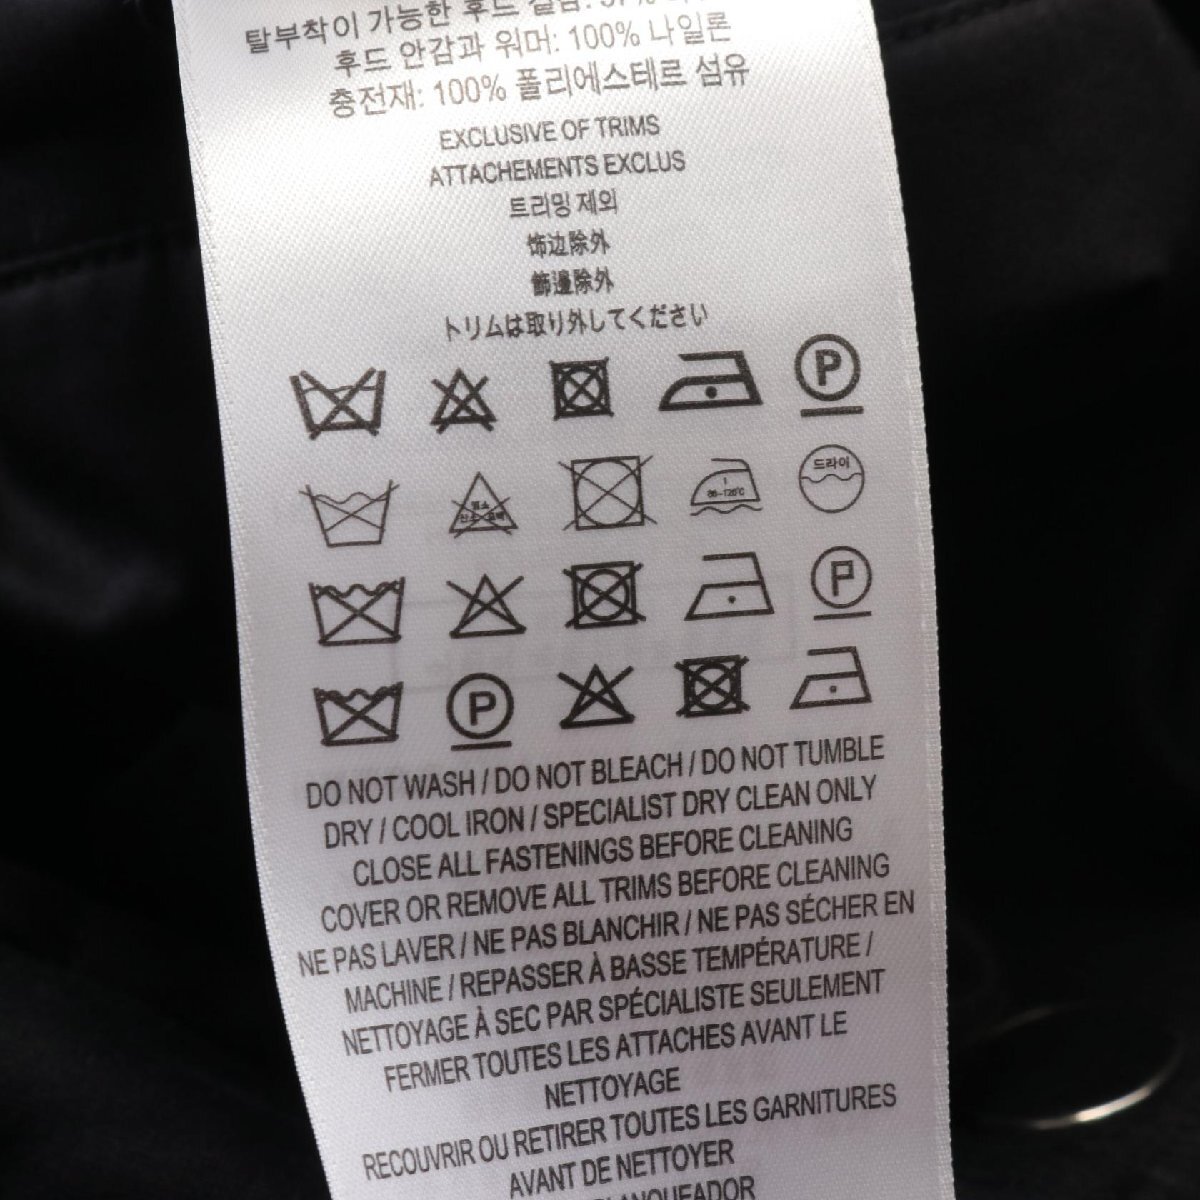 탈부착이 가능한 후드 겉감: 57%
후드 안감과 워머: 100% 나일론
충전재: 100% 폴리에스테르 섬유
EXCLUSIVE OF TRIMS
ATTACHEMENTS EXCLUS
트리밍 제외
饰边除外
飾邊除外
トリムは取り外してください
P
드라이
80~120℃
P
P
DO NOT WASH / DO NOT BLEACH / DO NOT TUMBLE
DRY / COOL IRON / SPECIALIST DRY CLEAN ONLY
CLOSE ALL FASTENINGS BEFORE CLEANING
COVER OR REMOVE ALL TRIMS BEFORE CLEANING
NE PAS LAVER / NE PAS BLANCHIR / NE PAS SÉCHER EN
MACHINE / REPASSER À BASSE TEMPÉRATURE /
NETTOYAGE À SEC PAR SPÉCIALISTE SEULEMENT
FERMER TOUTES LES ATTACHES AVANT LE
NETTOYAGE
RECOUVRIR OU RETIRER TOUTES LES GARNITURES
AVANT DE NETTOYER
BLANQUEADOR